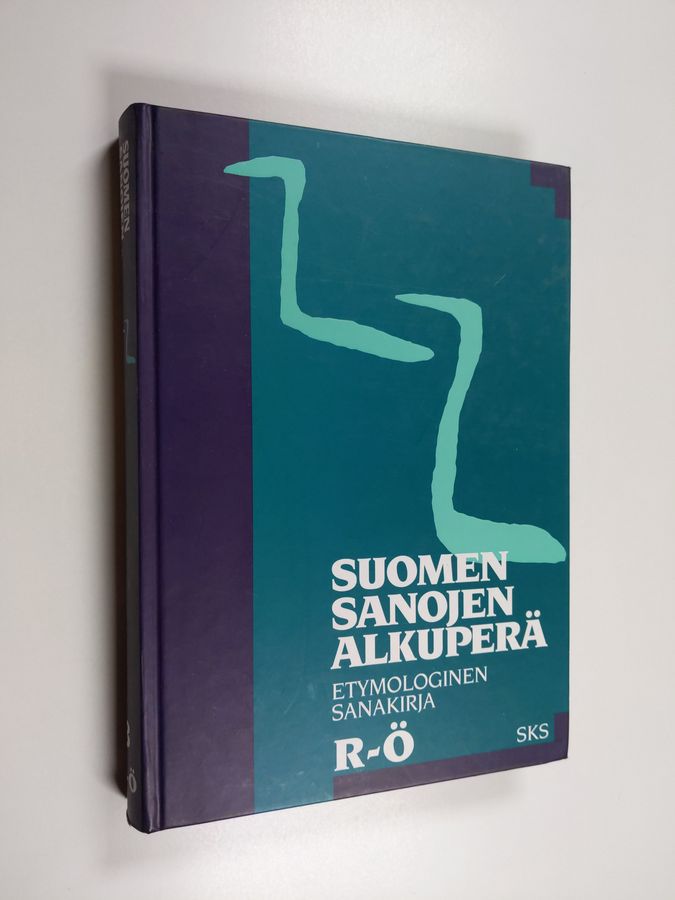 SUOMEN
SANOJEN
ALKUPERÄ
ETYMOLOGINEN
SANAKIRJA
R-Ö
SKS
SUOMEN
Ö